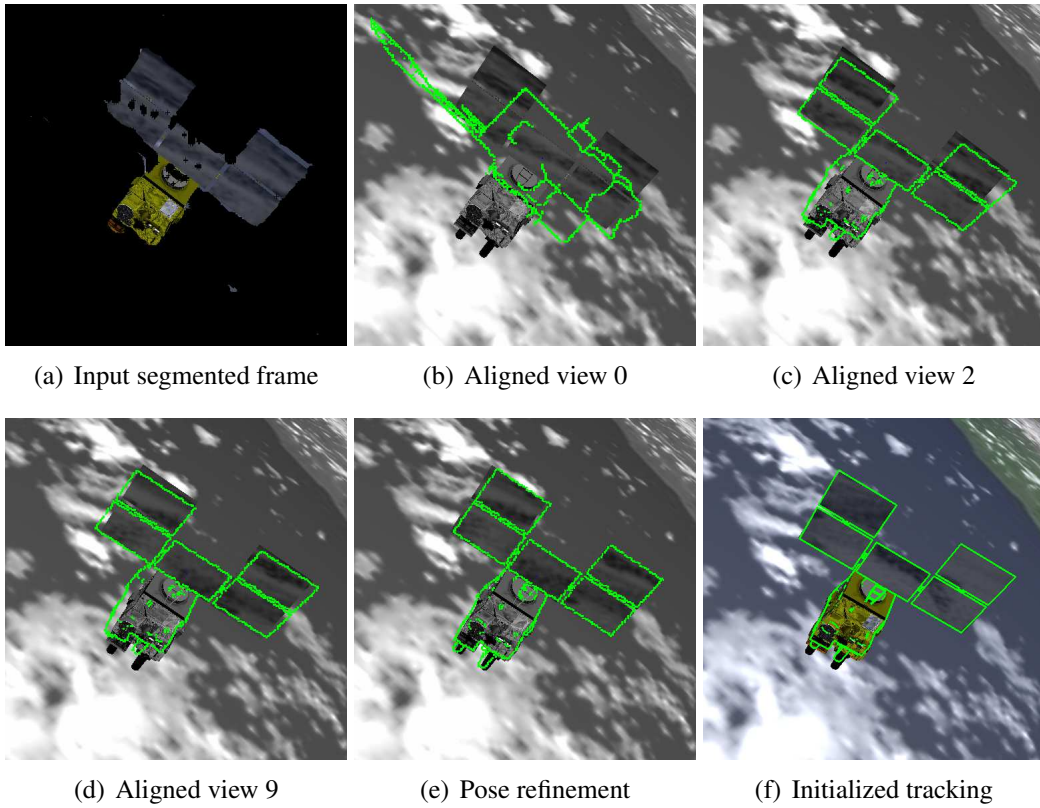 (a) Input segmented frame
(b) Aligned view 0
(c) Aligned view 2
(d) Aligned view 9
(e) Pose refinement
(f) Initialized tracking